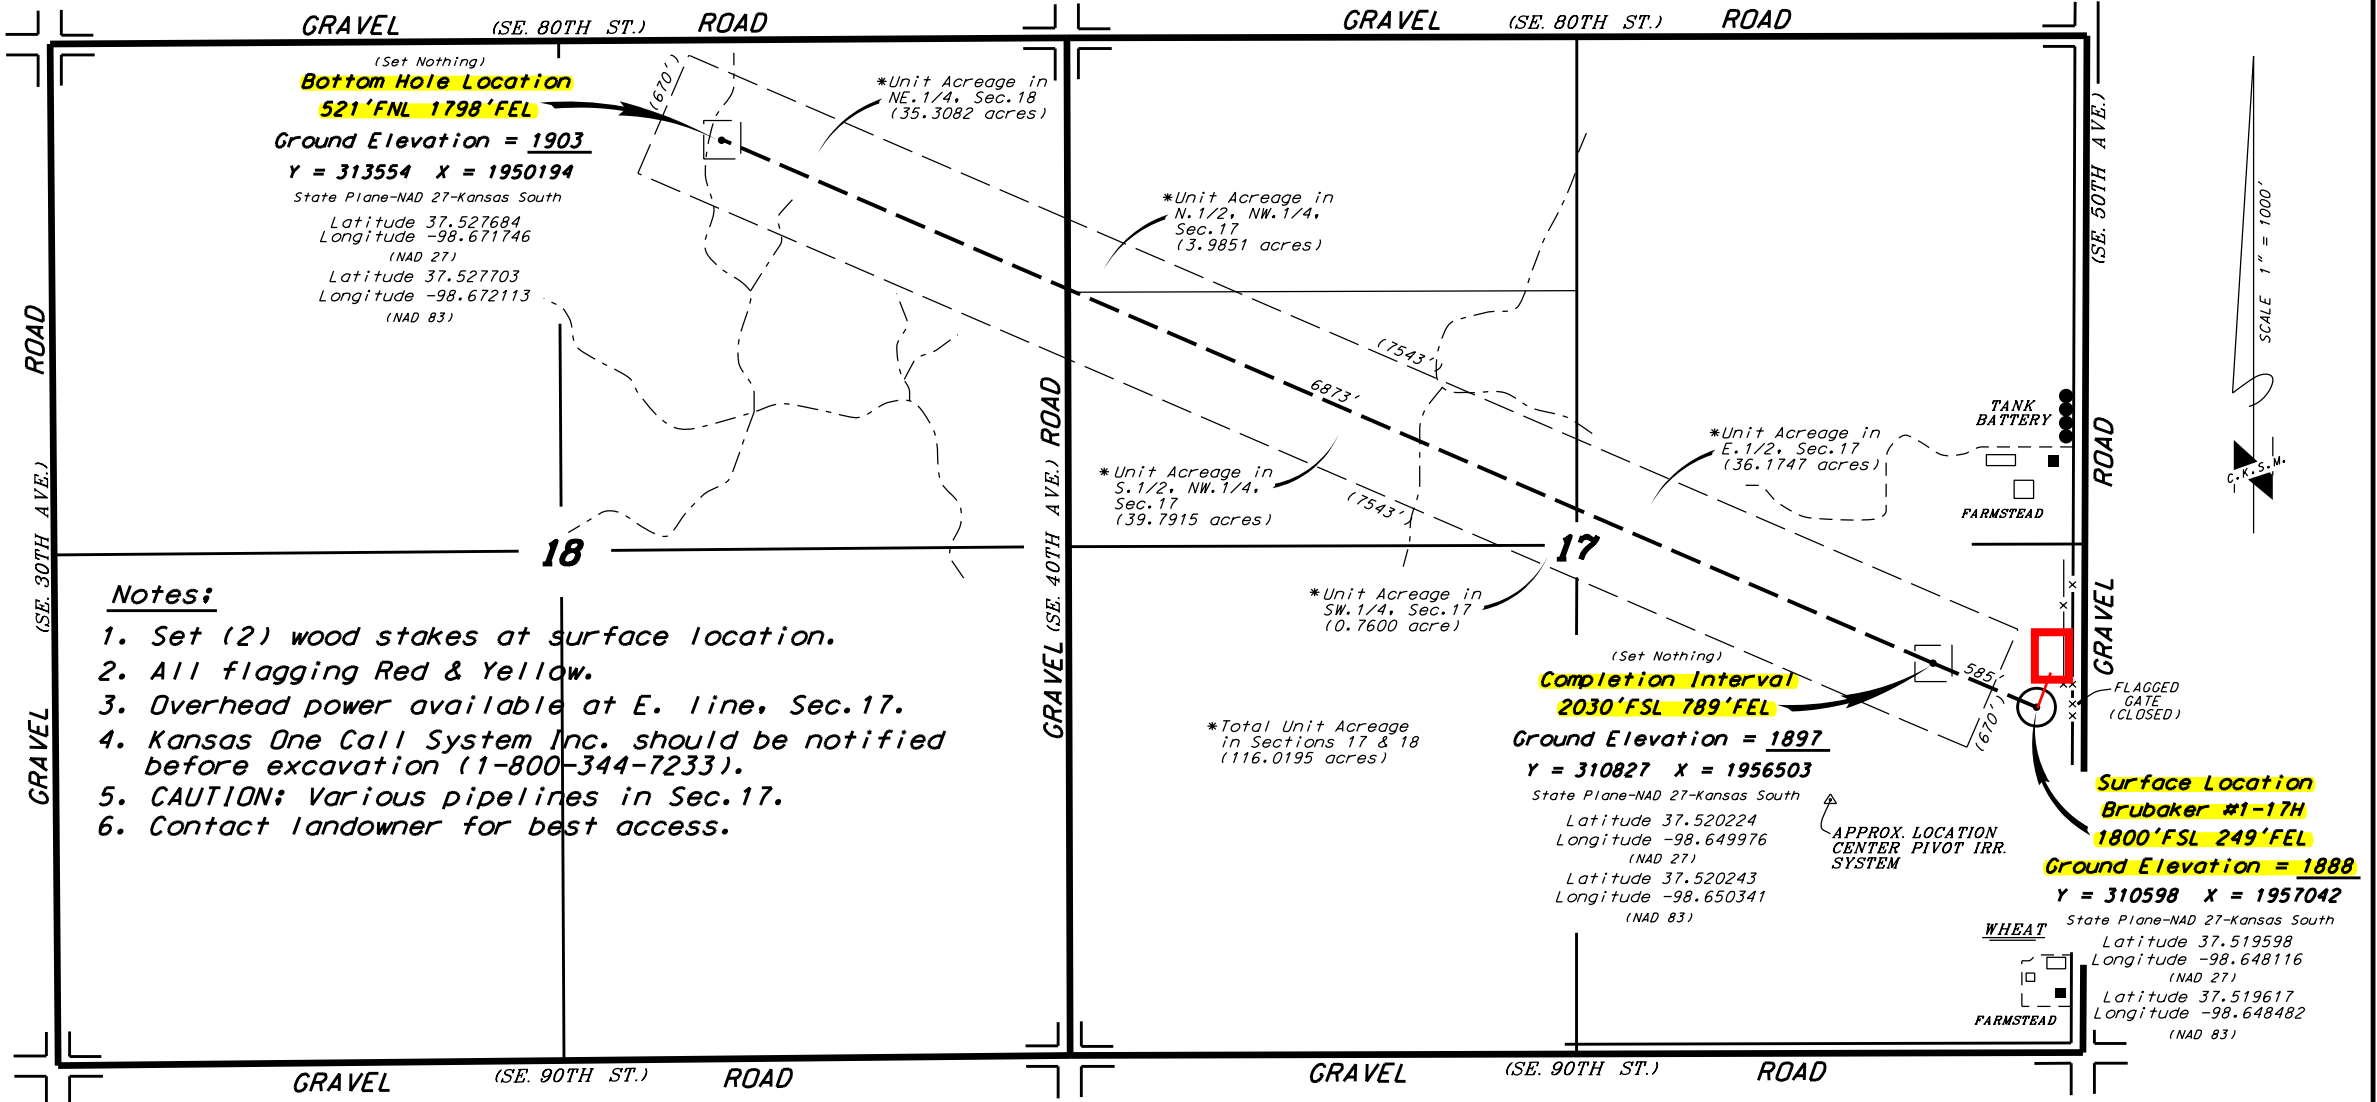 GRAVEL (SE. 80TH ST.) ROAD
GRAVEL (SE. 80TH ST.) ROAD
(Set Nothing)
Bottom Hole Location
521'FNL 1798'FEL
Ground Elevation = 1903
Y = 313554 X = 1950194
State Plane-NAD 27-Kansas South
Latitude 37.527684
Longitude -98.671746
(NAD 27)
Latitude 37.527703
Longitude -98.672113
(NAD 83)
(670')
*Unit Acreage in
NE.1/4, Sec.18
(35.3082 acres)
*Unit Acreage in
N.1/2, NW.1/4,
Sec.17
(3.9851 acres)
(7543')
6873'
*Unit Acreage in
S.1/2, NW.1/4,
Sec.17
(39.7915 acres)
(7543')
*Unit Acreage in
E.1/2, Sec.17
(36.1747 acres)
TANK
BATTERY
FARMSTEAD
GRAVEL (SE. 30TH AVE.) ROAD
GRAVEL (SE. 40TH AVE.) ROAD
(SE. 50TH AVE.)
GRAVEL ROAD
SCALE 1" = 1000'
C.K.S.M.
18
17
Notes:
1. Set (2) wood stakes at surface location.
2. All flagging Red & Yellow.
3. Overhead power available at E. line, Sec.17.
4. Kansas One Call System Inc. should be notified
before excavation (1-800-344-7233).
5. CAUTION: Various pipelines in Sec.17.
6. Contact landowner for best access.
*Unit Acreage in
SW.1/4, Sec.17
(0.7600 acre)
*Total Unit Acreage
in Sections 17 & 18
(116.0195 acres)
(Set Nothing)
Completion Interval
2030'FSL 789'FEL
Ground Elevation = 1897
Y = 310827 X = 1956503
State Plane-NAD 27-Kansas South
Latitude 37.520224
Longitude -98.649976
(NAD 27)
Latitude 37.520243
Longitude -98.650341
(NAD 83)
585'
(670')
FLAGGED
GATE
(CLOSED)
APPROX. LOCATION
CENTER PIVOT IRR.
SYSTEM
Surface Location
Brubaker #1-17H
1800'FSL 249'FEL
Ground Elevation = 1888
Y = 310598 X = 1957042
State Plane-NAD 27-Kansas South
Latitude 37.519598
Longitude -98.648116
(NAD 27)
Latitude 37.519617
Longitude -98.648482
(NAD 83)
WHEAT
FARMSTEAD
GRAVEL (SE. 90TH ST.) ROAD
GRAVEL (SE. 90TH ST.) ROAD